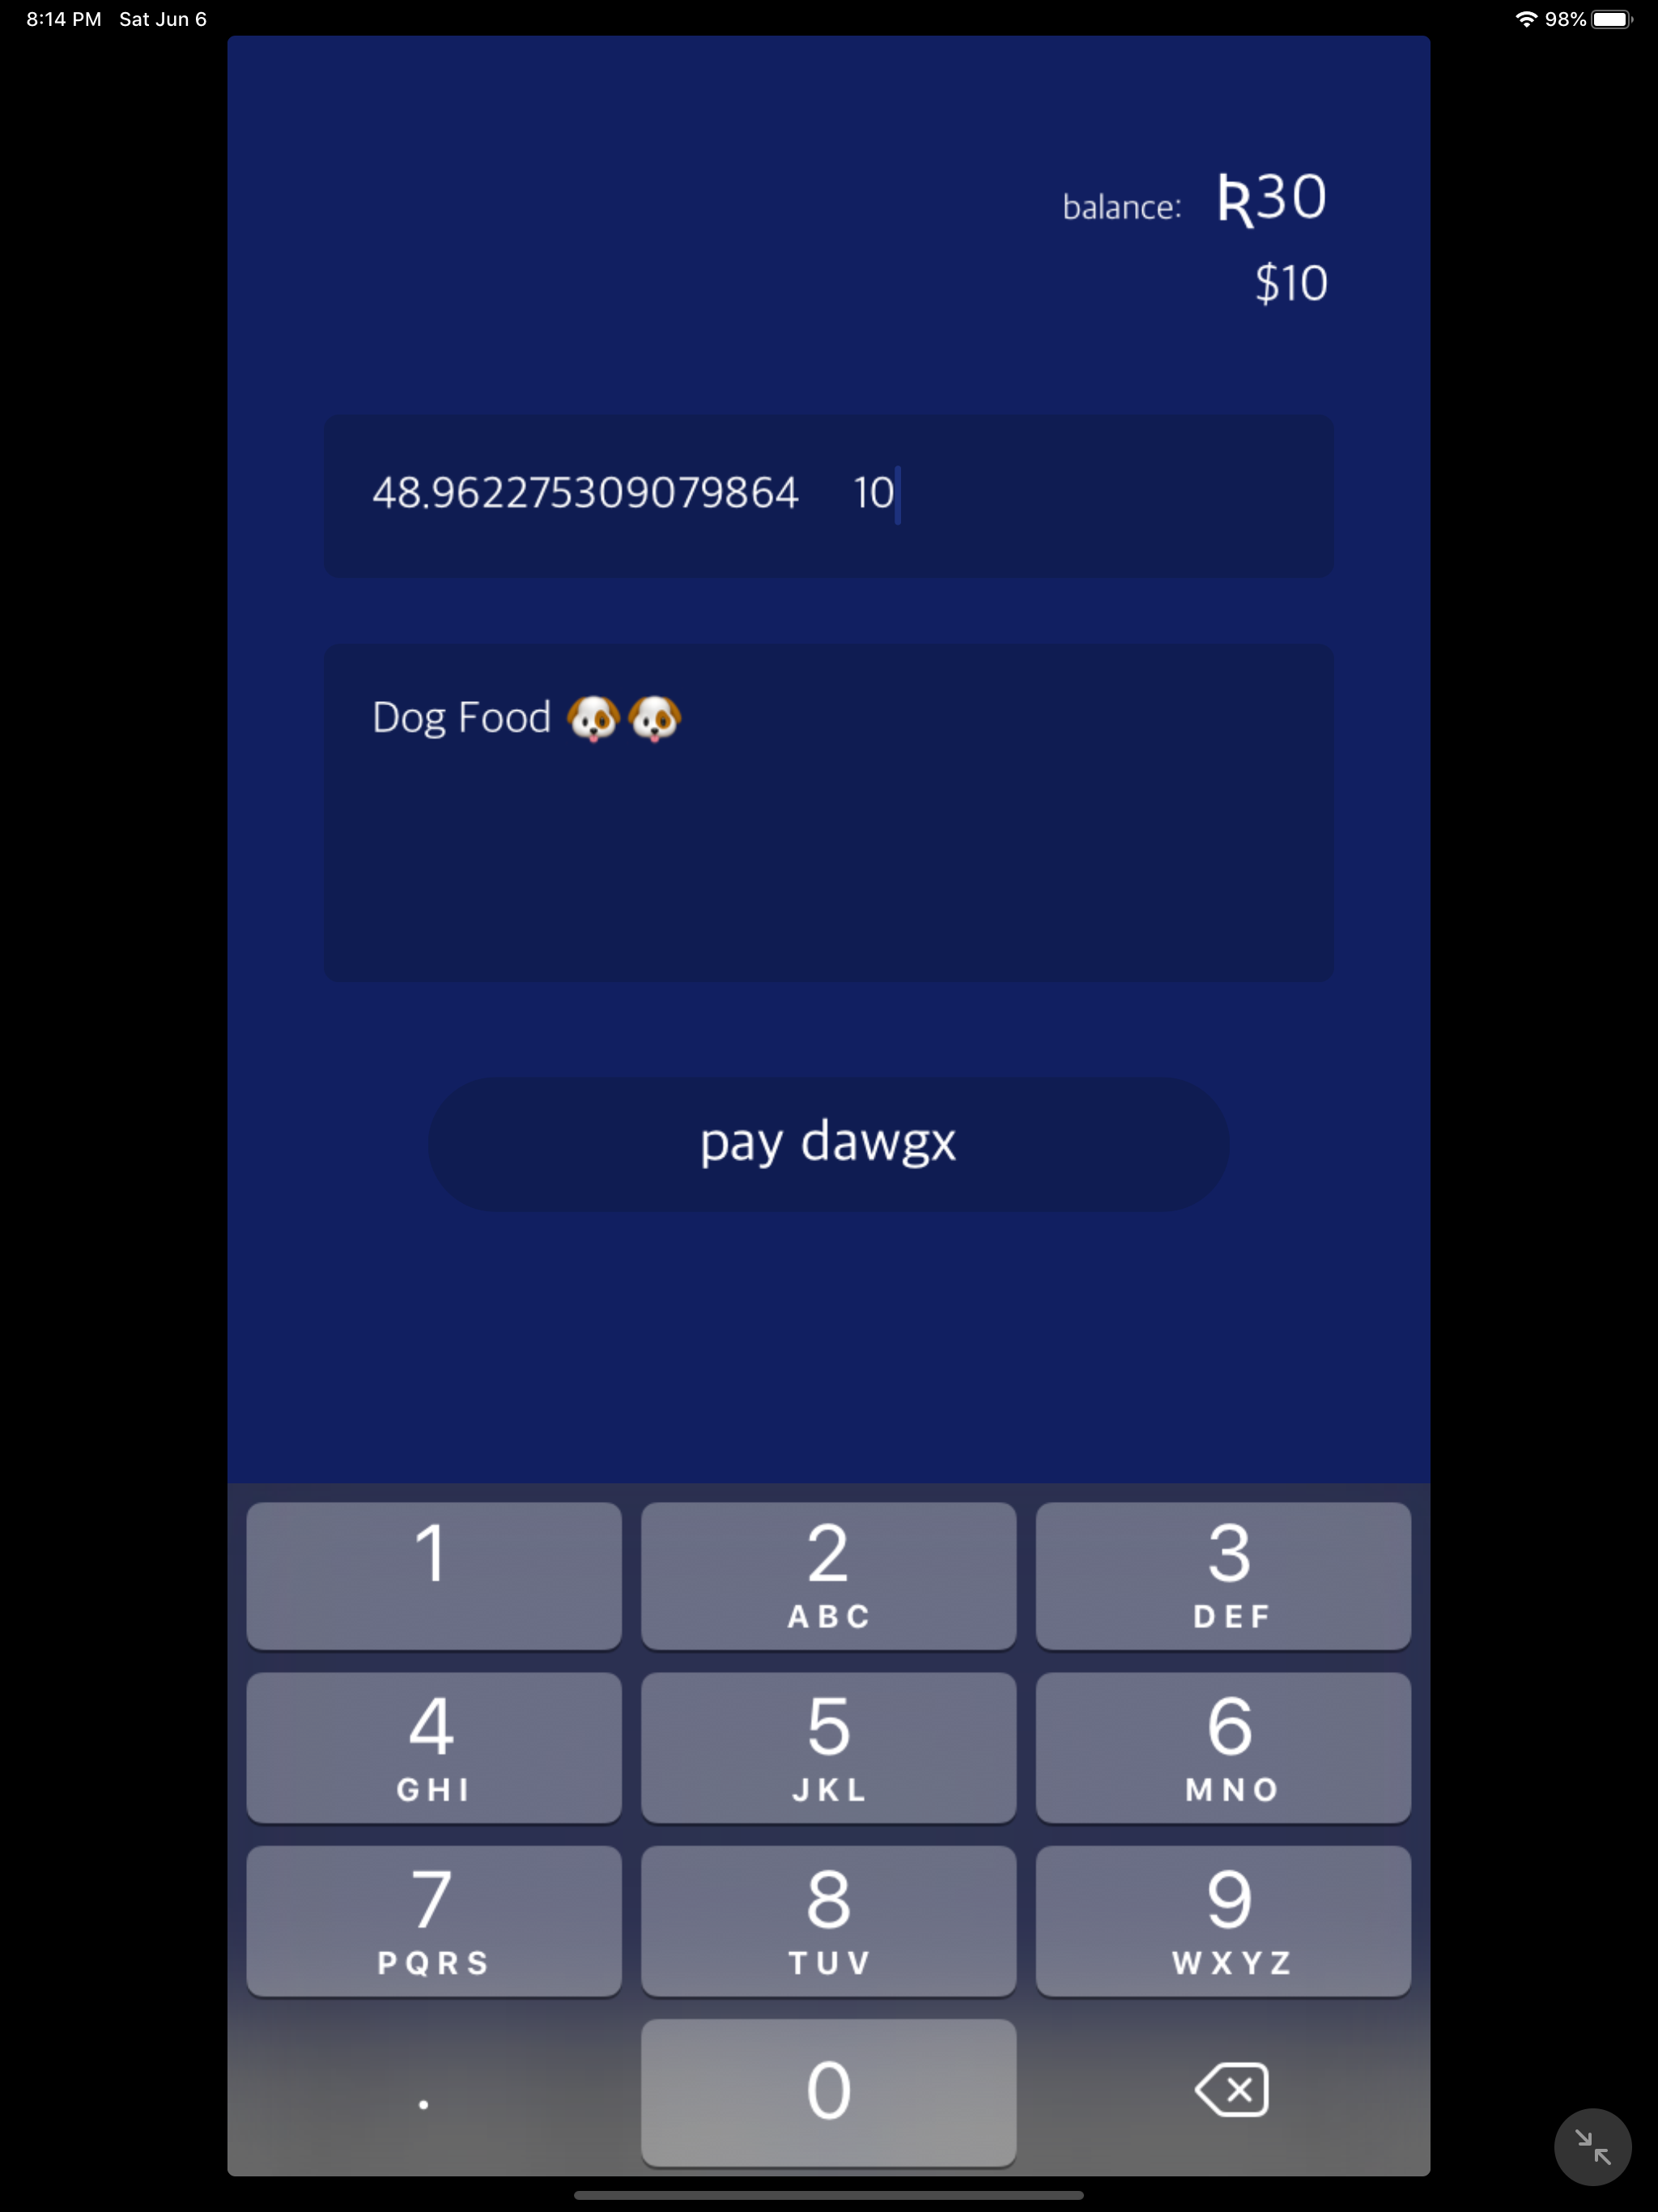 8:14 PM Sat Jun 6 98%
balance: Ʀ30
$10
48.962275309079864 10
Dog Food 🐶🐶
pay dawgx
1 2 3
ABC DEF
4 5 6
GHI JKL MNO
7 8 9
PQRS TUV WXYZ
. 0